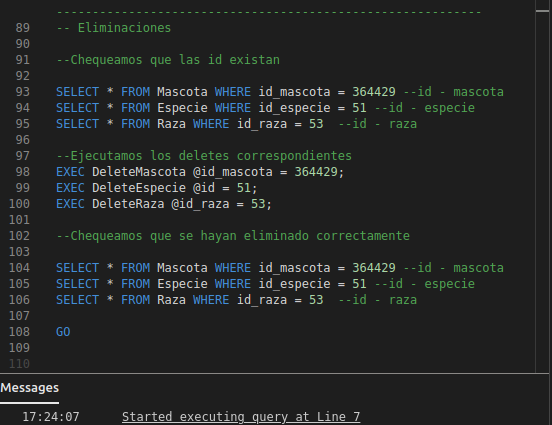 -----------------------------------------------------------
89 -- Eliminaciones
90
91 --Chequeamos que las id existan
92
93 SELECT * FROM Mascota WHERE id_mascota = 364429 --id - mascota
94 SELECT * FROM Especie WHERE id_especie = 51 --id - especie
95 SELECT * FROM Raza WHERE id_raza = 53  --id - raza
96
97 --Ejecutamos los deletes correspondientes
98 EXEC DeleteMascota @id_mascota = 364429;
99 EXEC DeleteEspecie @id = 51;
100 EXEC DeleteRaza @id_raza = 53;
101
102 --Chequeamos que se hayan eliminado correctamente
103
104 SELECT * FROM Mascota WHERE id_mascota = 364429 --id - mascota
105 SELECT * FROM Especie WHERE id_especie = 51 --id - especie
106 SELECT * FROM Raza WHERE id_raza = 53  --id - raza
107
108 GO
109
110
Messages
17:24:07 Started executing query at Line 7